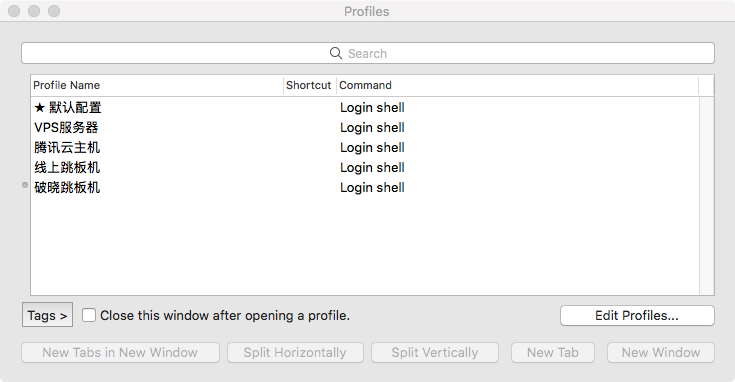 Profiles
Search
Profile Name Shortcut Command
★ 默认配置 Login shell
VPS服务器 Login shell
腾讯云主机 Login shell
线上跳板机 Login shell
破晓跳板机 Login shell
Tags > Close this window after opening a profile. Edit Profiles...
New Tabs in New Window Split Horizontally Split Vertically New Tab New Window